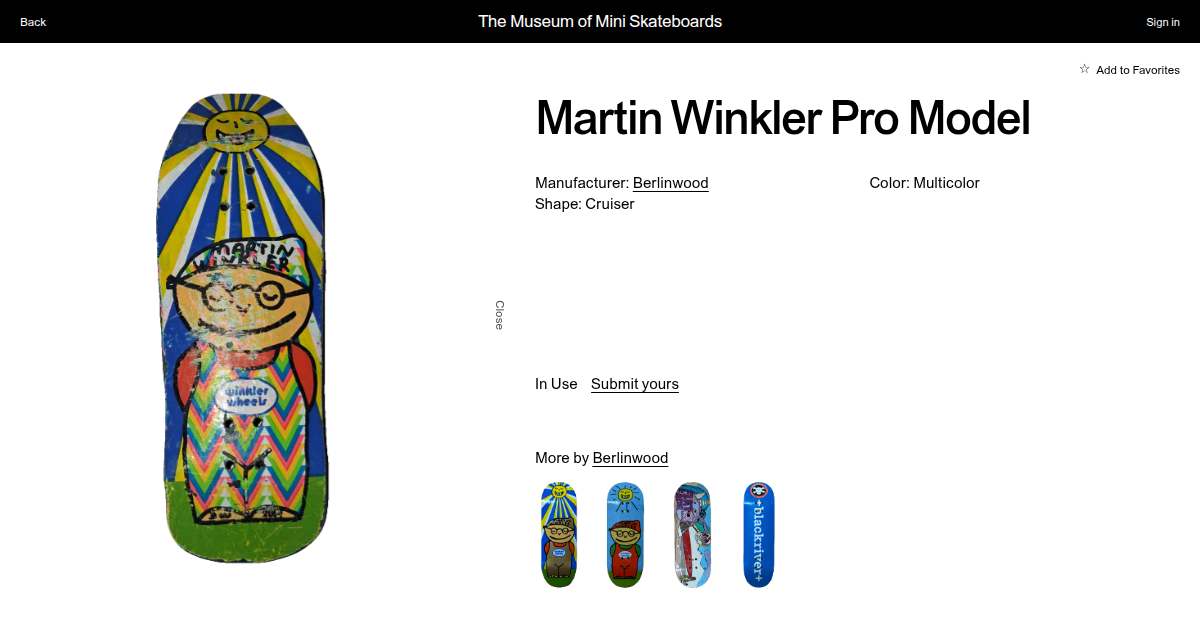 Back
The Museum of Mini Skateboards
Sign in
Add to Favorites
Martin Winkler Pro Model
Manufacturer: Berlinwood
Color: Multicolor
Shape: Cruiser
MARTIN
WINKLER
Close
winkler
wheels
In Use Submit yours
More by Berlinwood
+blackriver+